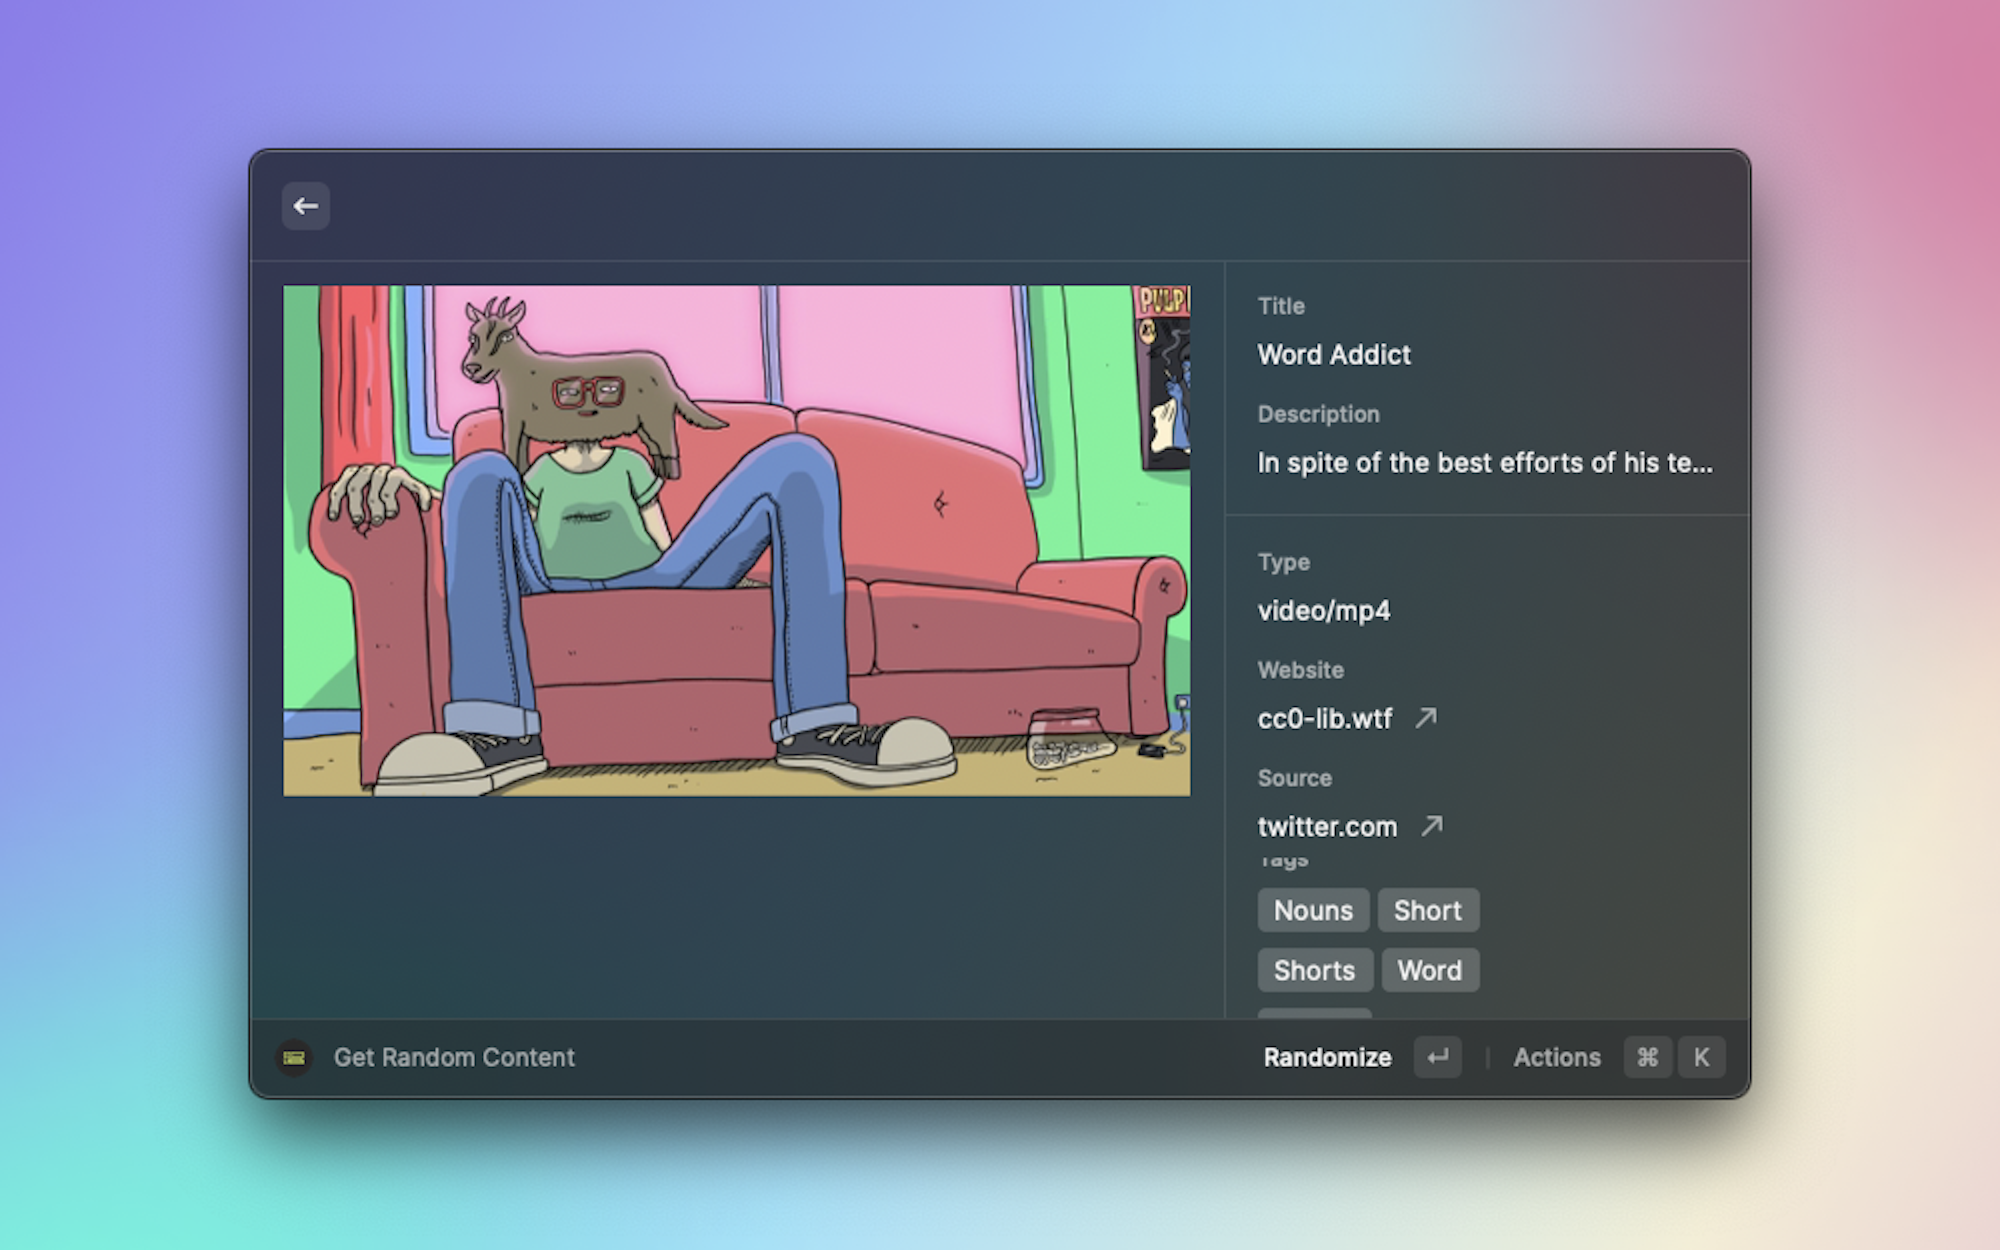 PULP
Title
Word Addict
Description
In spite of the best efforts of his te...
Type
video/mp4
Website
cc0-lib.wtf
Source
twitter.com
Tags
Nouns Short
Shorts Word
Get Random Content
Randomize ↵ | Actions ⌘ K